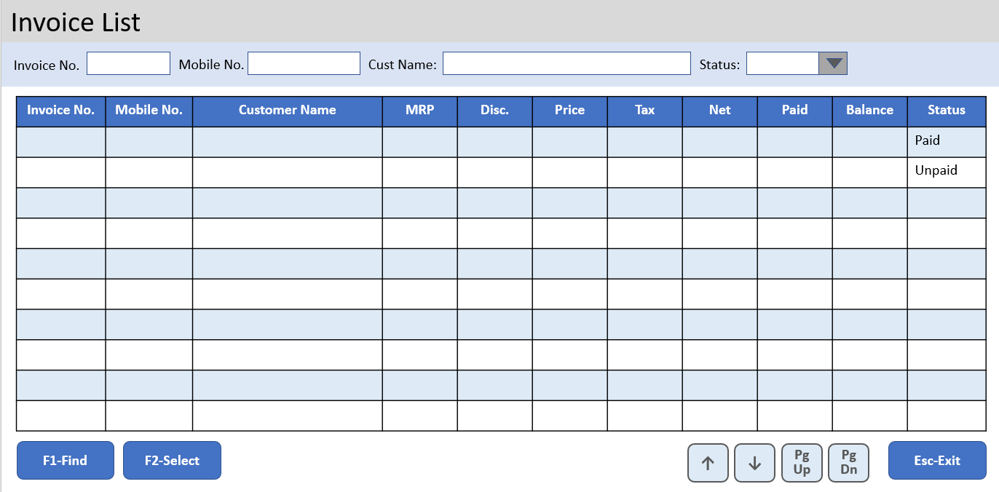 Invoice List
Invoice No. Mobile No. Cust Name: Status:
Invoice No. Mobile No. Customer Name MRP Disc. Price Tax Net Paid Balance Status
Paid
Unpaid
F1-Find F2-Select ↑ ↓ Pg Up Pg Dn Esc-Exit